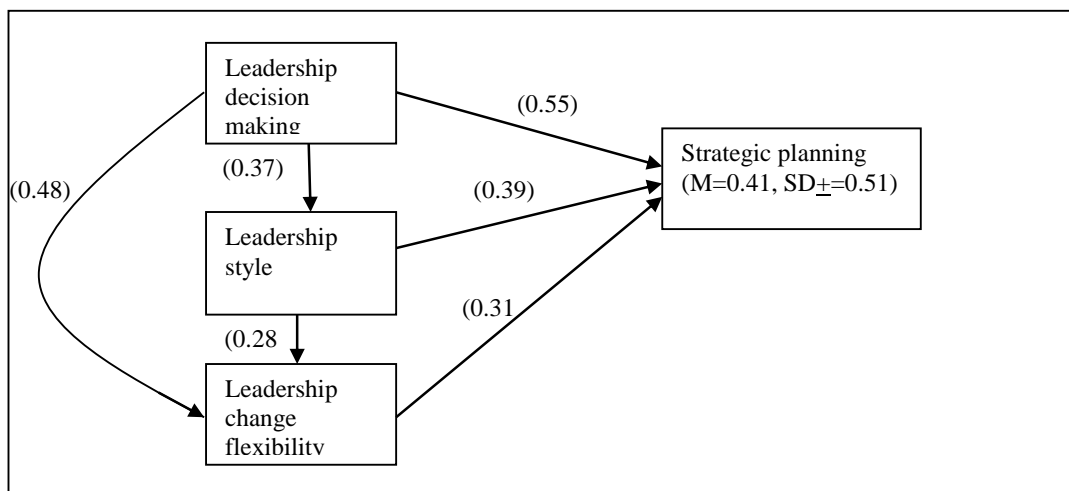 Leadership
decision
making
(0.55)
Strategic planning
(M=0.41, SD±=0.51)
(0.37)
(0.48)
(0.39)
Leadership
style
(0.31
(0.28
Leadership
change
flexibility